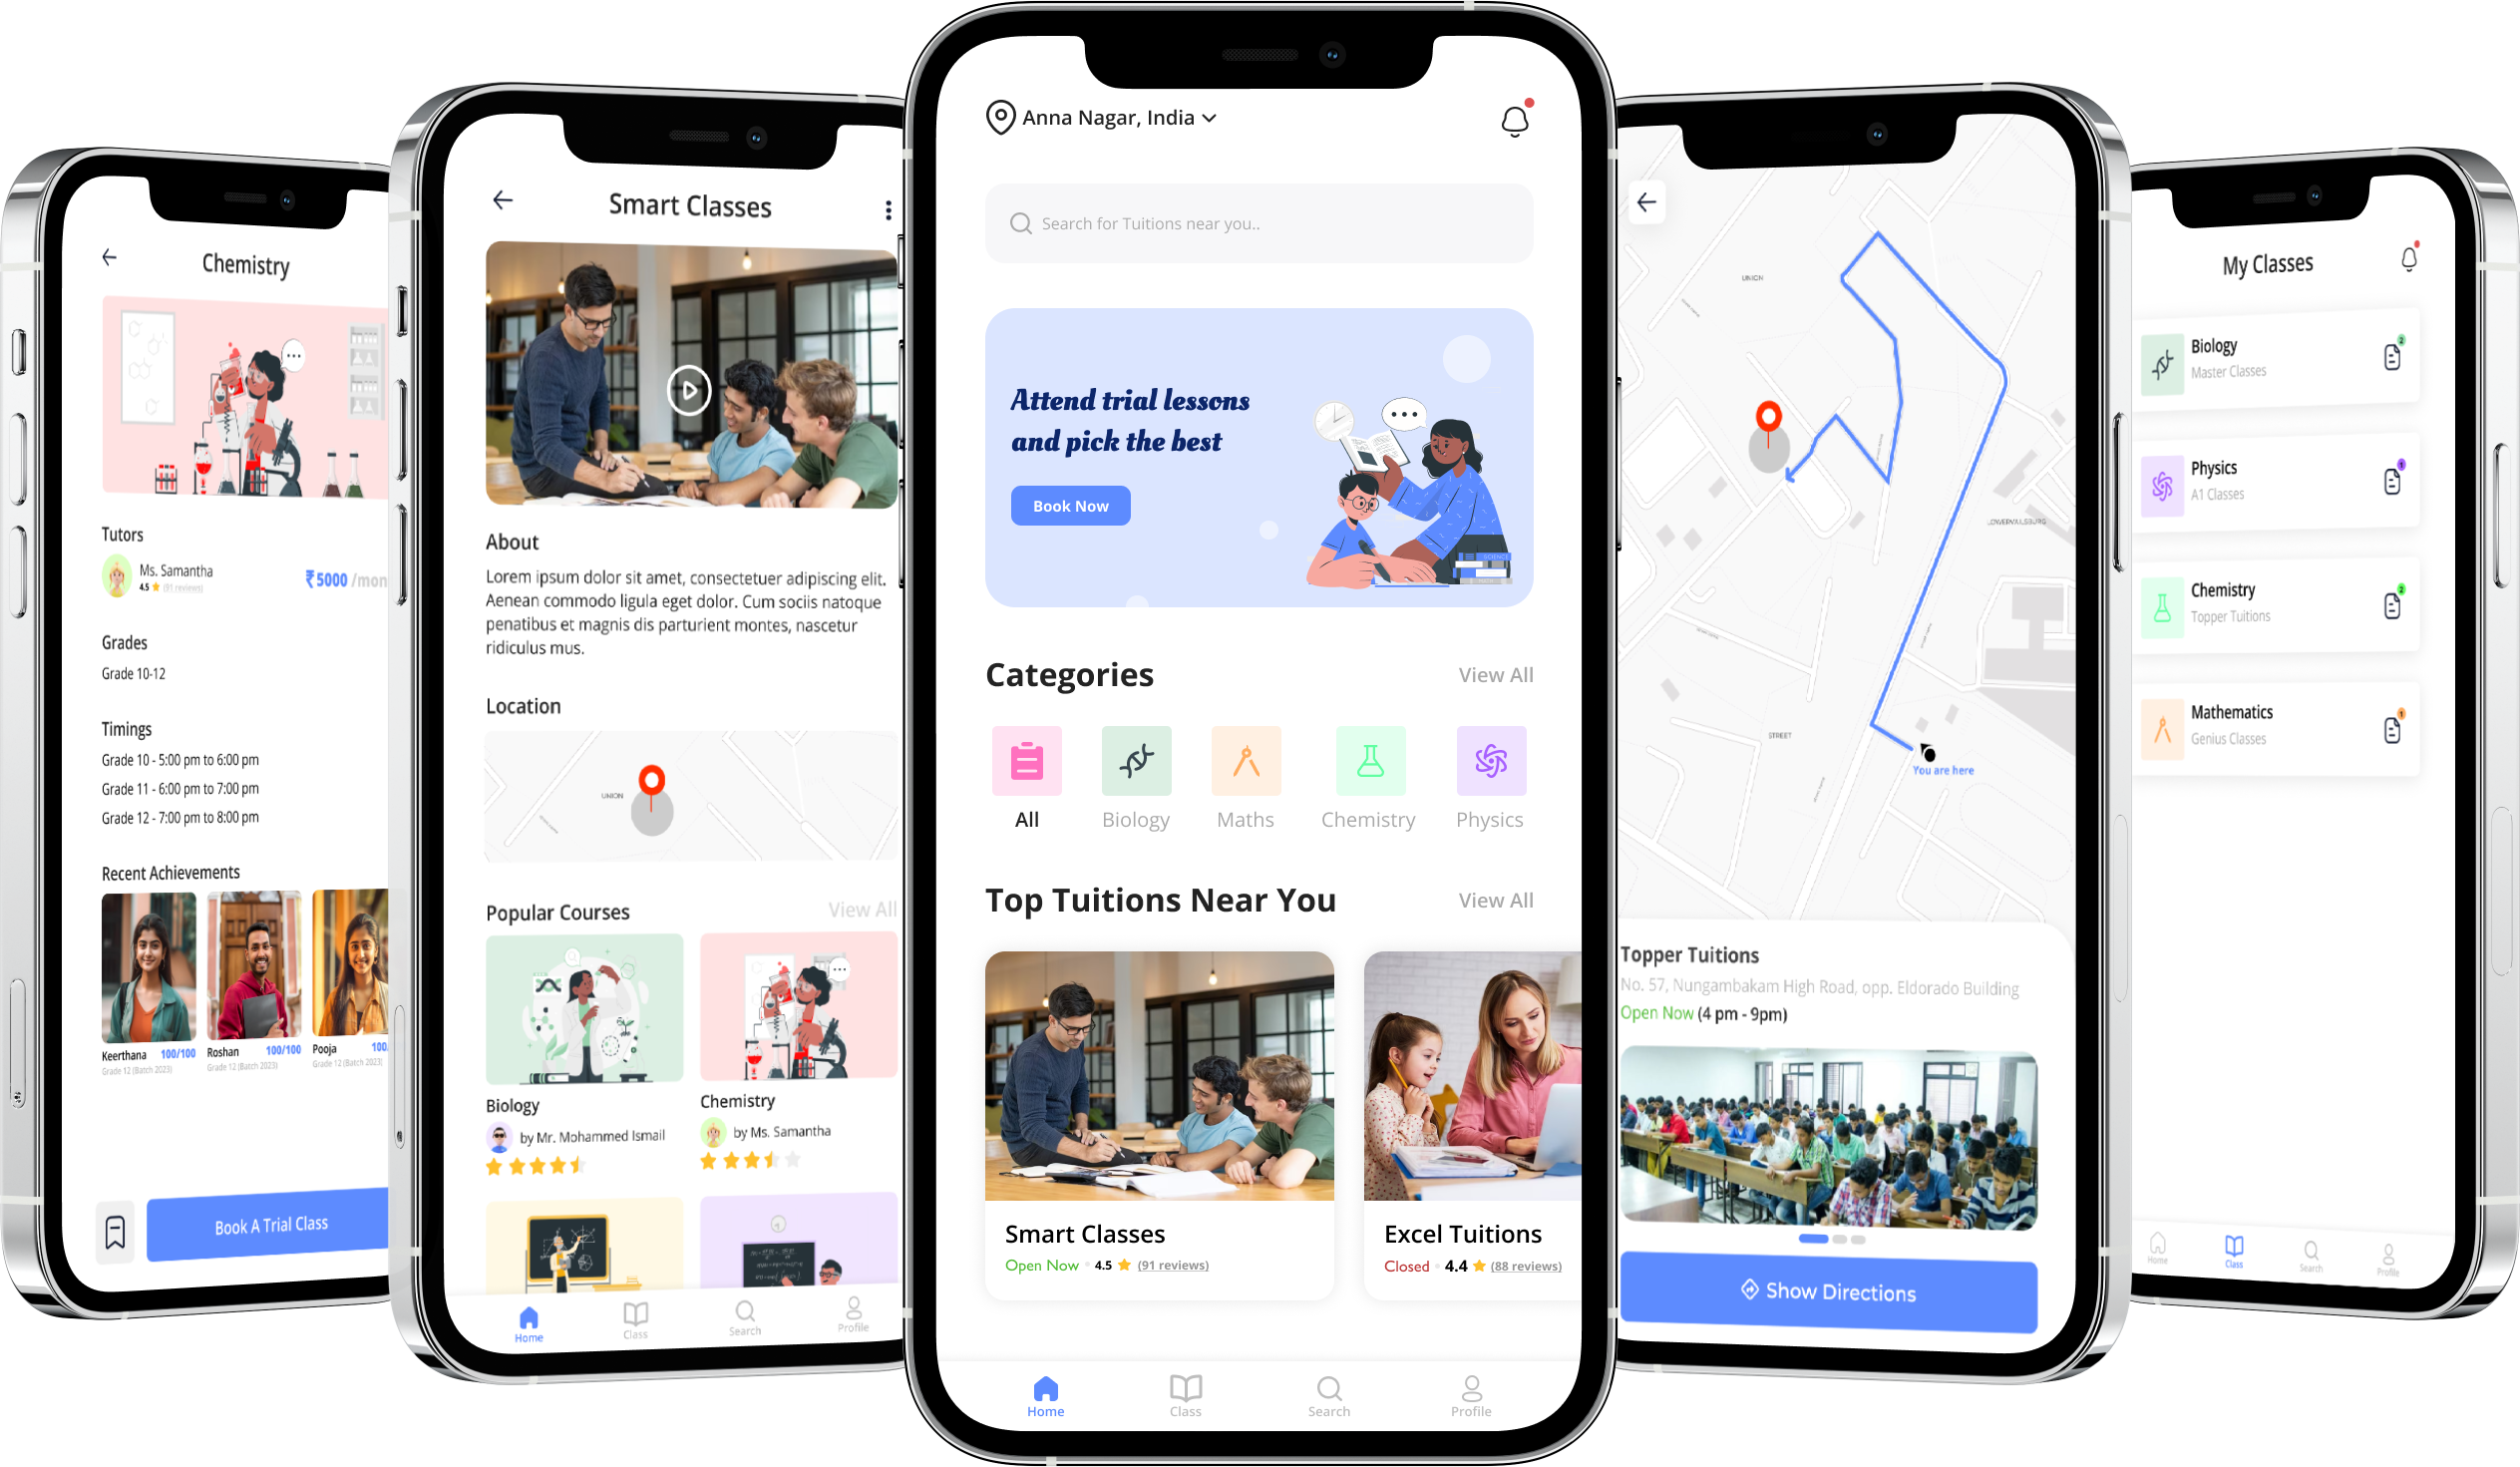 Chemistry
Tutors
Ms. Samantha
4.5 (91 reviews)
₹5000 /mon
Grades
Grade 10-12
Timings
Grade 10 - 5:00 pm to 6:00 pm
Grade 11 - 6:00 pm to 7:00 pm
Grade 12 - 7:00 pm to 8:00 pm
Recent Achievements
Keerthana 100/100
Grade 12 (Batch 2023)
Roshan 100/100
Grade 12 (Batch 2023)
Pooja 100
Grade 12 (Batch 2023)
Book A Trial Class
Smart Classes
About
Lorem ipsum dolor sit amet, consectetuer adipiscing elit.
Aenean commodo ligula eget dolor. Cum sociis natoque
penatibus et magnis dis parturient montes, nascetur
ridiculus mus.
Location
UNION
Popular Courses View All
Biology
by Mr. Mohammed Ismail
Chemistry
by Ms. Samantha
Home Class Search Profile
Anna Nagar, India
Search for Tuitions near you..
Attend trial lessons
and pick the best
Book Now
SCIENCE
Categories View All
All Biology Maths Chemistry Physics
Top Tuitions Near You View All
Smart Classes
Open Now 4.5 (91 reviews)
Excel Tuitions
Closed 4.4 (88 reviews)
Home Class Search Profile
UNION
STREET
You are here
Topper Tuitions
No. 57, Nungambakam High Road, opp. Eldorado Building
Open Now (4 pm - 9pm)
Show Directions
My Classes
Biology
Master Classes
2
Physics
A1 Classes
1
Chemistry
Topper Tuitions
2
Mathematics
Genius Classes
1
Home Class Search Profile